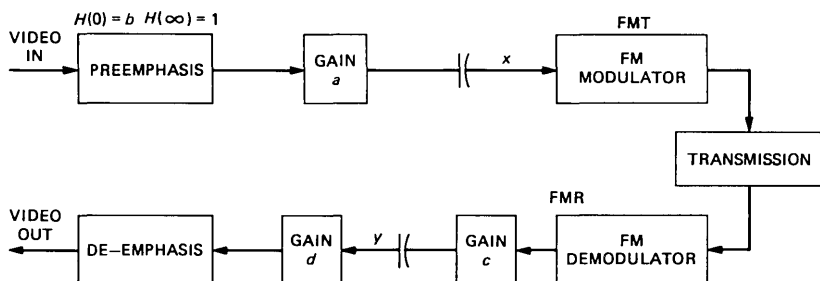 H(0) = b H(∞) = 1
VIDEO
IN
PREEMPHASIS
GAIN
a
x
FMT
FM
MODULATOR
TRANSMISSION
FMR
FM
DEMODULATOR
GAIN
c
y
GAIN
d
DE–EMPHASIS
VIDEO
OUT